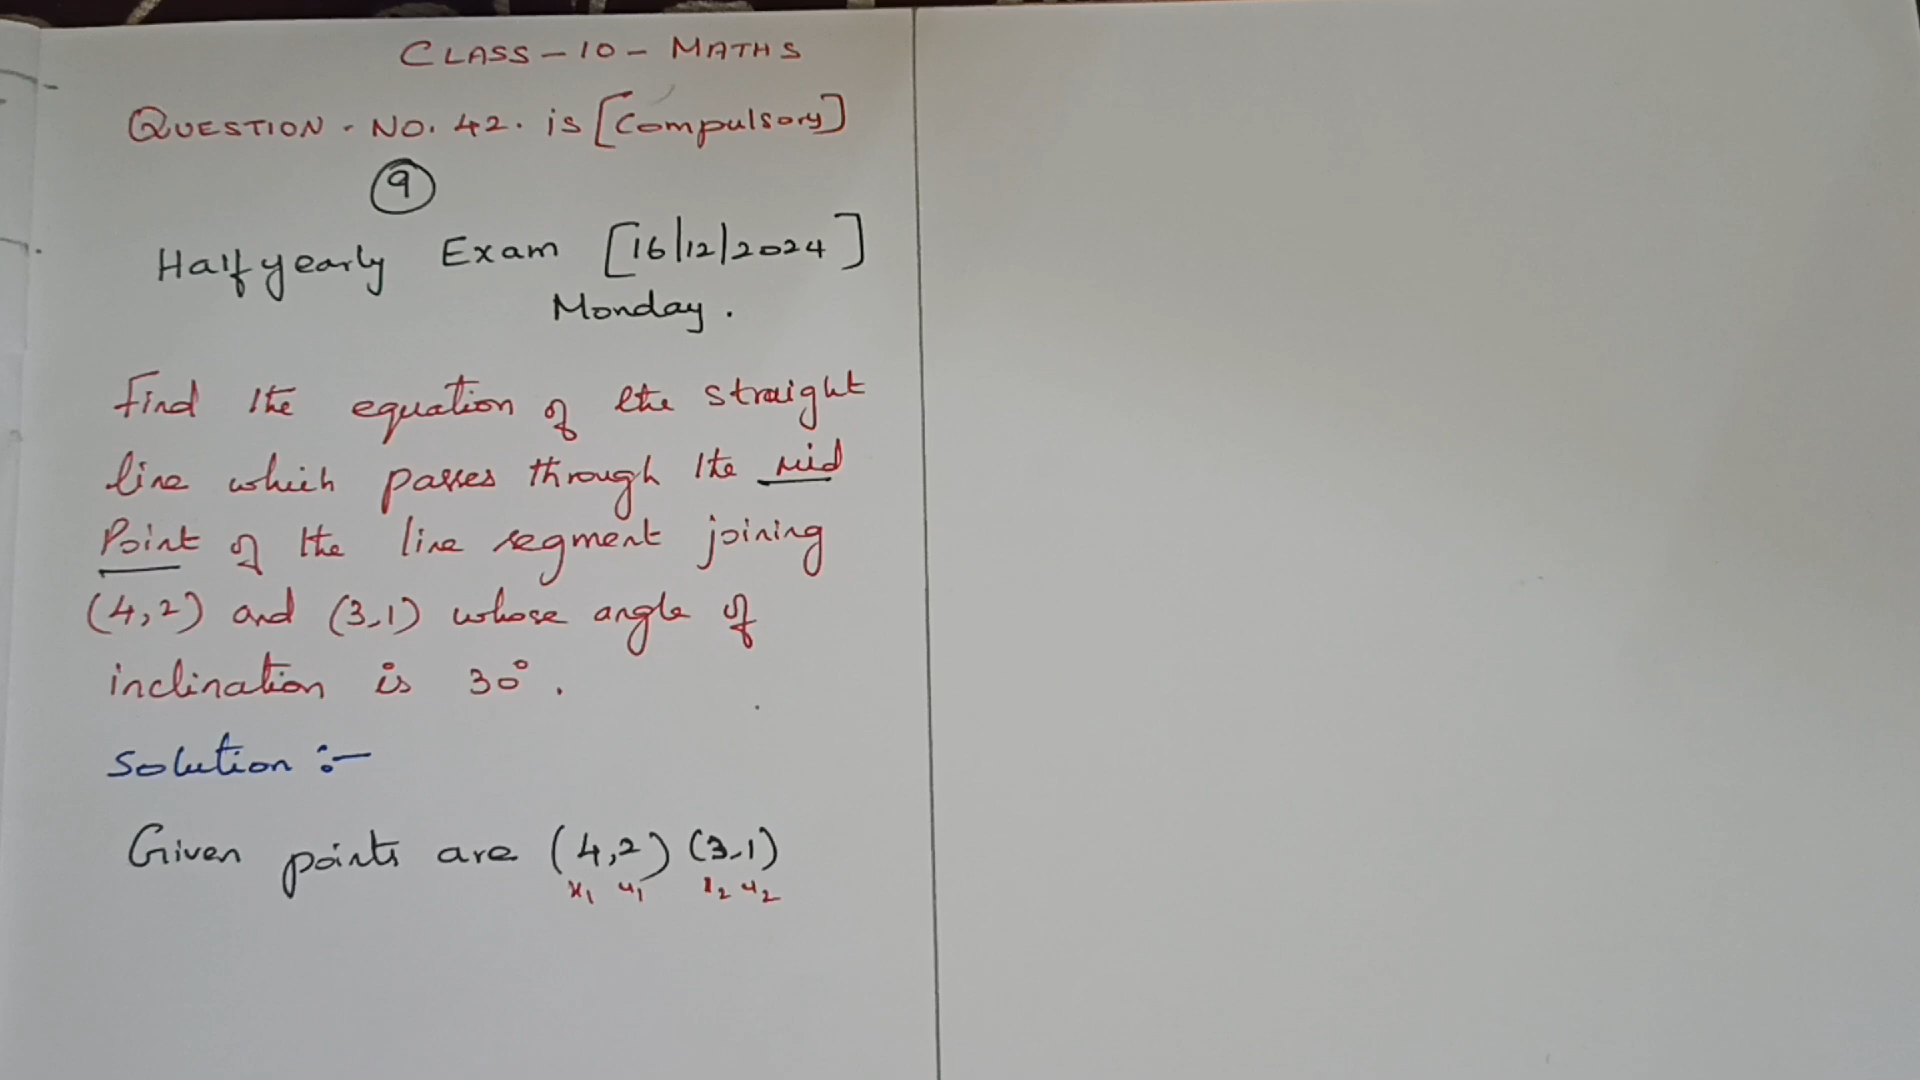 CLASS - 10 - MATHS
QUESTION - NO. 42. is [Compulsory]
9
Half yearly Exam [16/12/2024]
Monday.
Find the equation of the straight
line which passes through the mid
Point of the line segment joining
(4,2) and (3,1) whose angle of
inclination is 30°.
Solution :-
Given points are (4,2) (3,1)
x₁ y₁ x₂ y₂